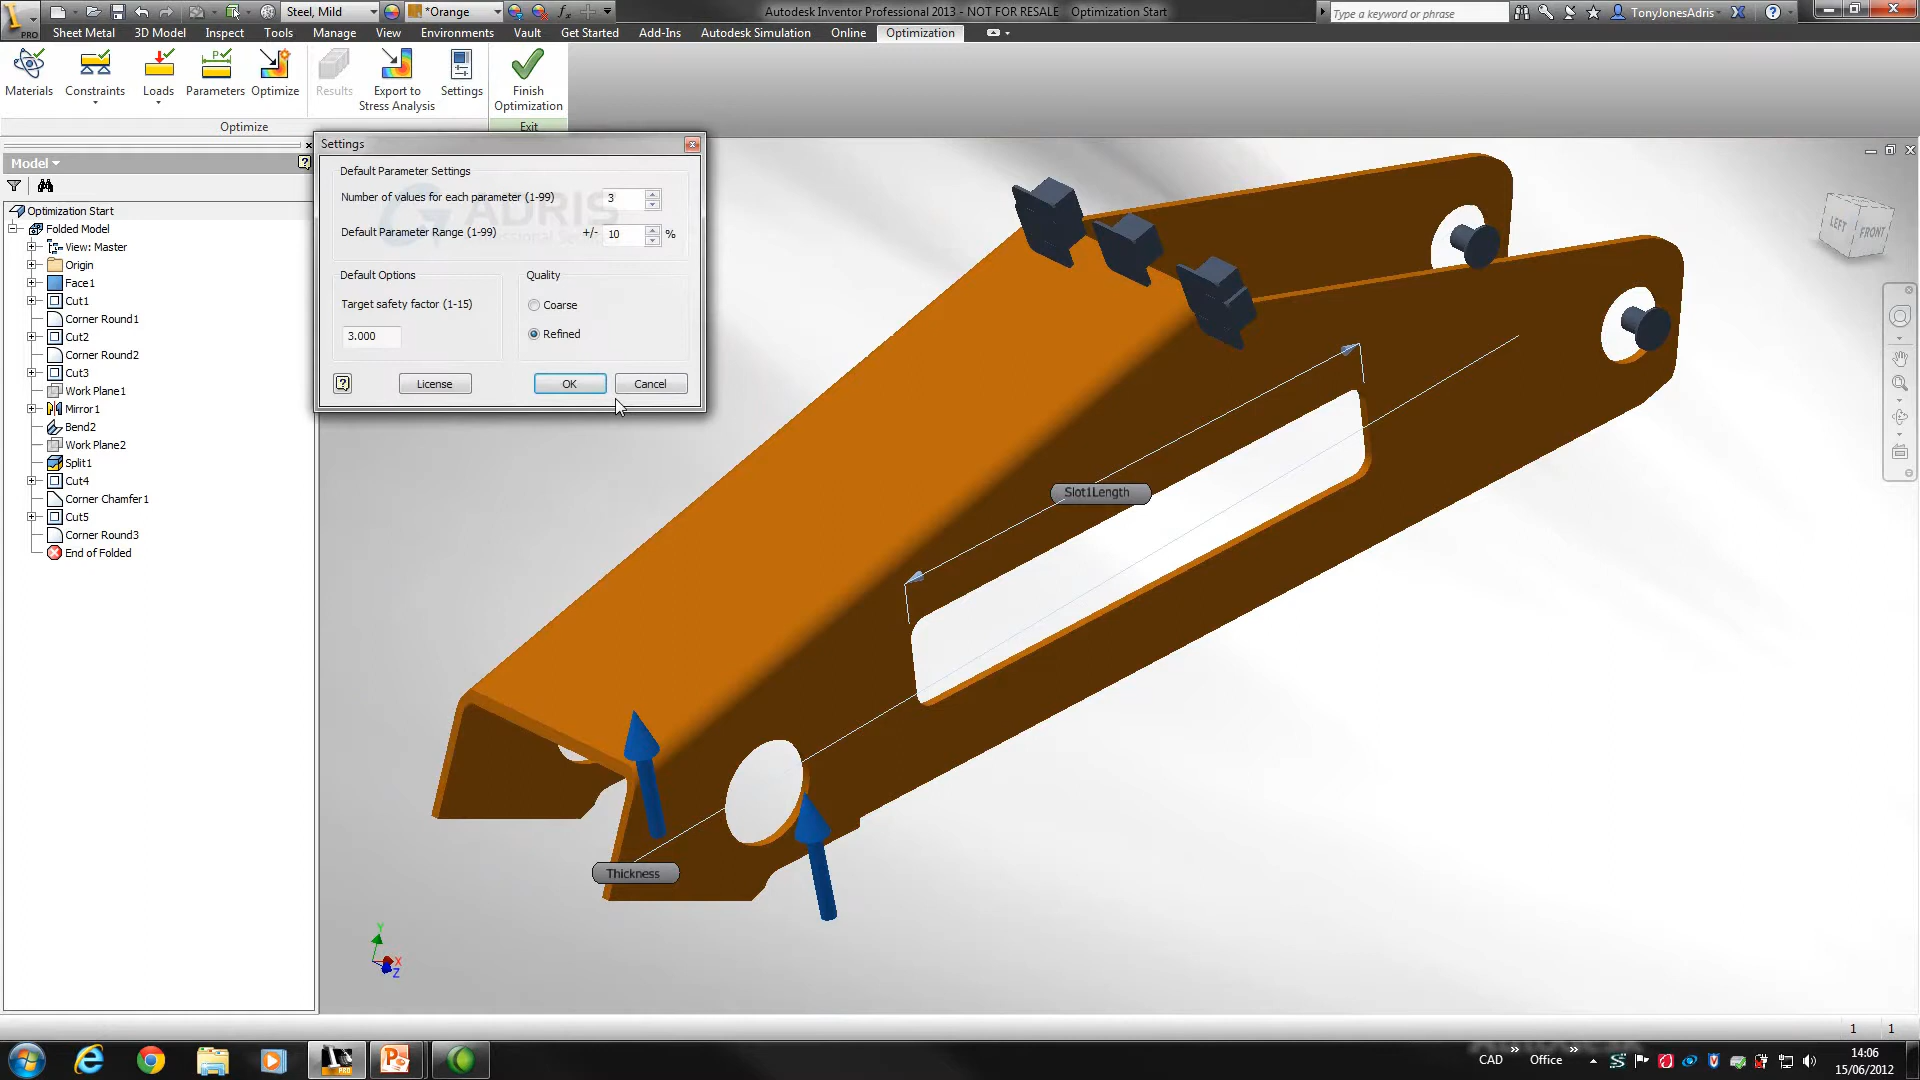 Steel, Mild
*Orange
Autodesk Inventor Professional 2013 - NOT FOR RESALE Optimization Start
Type a keyword or phrase
TonyJonesAdris
PRO
Sheet Metal
3D Model
Inspect
Tools
Manage
View
Environments
Vault
Get Started
Add-Ins
Autodesk Simulation
Online
Optimization
Materials
Constraints
Loads
Parameters
Optimize
Results
Export to
Stress Analysis
Settings
Finish
Optimization
Optimize
Exit
Model
Optimization Start
Folded Model
View: Master
Origin
Face1
Cut1
Corner Round1
Cut2
Corner Round2
Cut3
Work Plane1
Mirror1
Bend2
Work Plane2
Split1
Cut4
Corner Chamfer1
Cut5
Corner Round3
End of Folded
Settings
Default Parameter Settings
Number of values for each parameter (1-99)
3
ADRIS
Default Parameter Range (1-99)
+/-
10
%
Default Options
Target safety factor (1-15)
3.000
Quality
Coarse
Refined
License
OK
Cancel
Slot1Length
Thickness
LEFT
FRONT
Y
X
Z
1
1
PRO
CAD
Office
14:06
15/06/2012